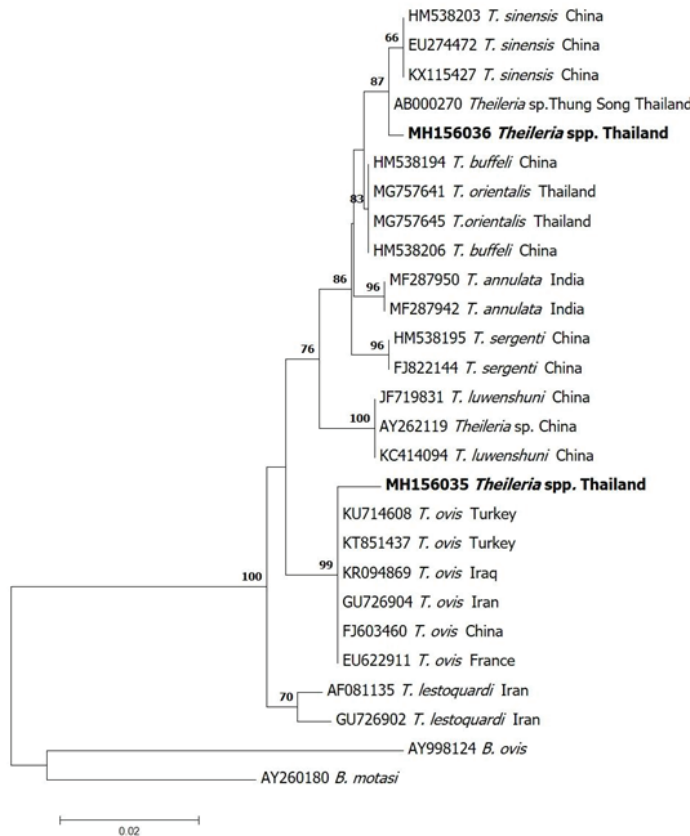 HM538203 T. sinensis China
66
EU274472 T. sinensis China
KX115427 T. sinensis China
87
AB000270 Theileria sp.Thung Song Thailand
MH156036 Theileria spp. Thailand
HM538194 T. buffeli China
83
MG757641 T. orientalis Thailand
MG757645 T.orientalis Thailand
HM538206 T. buffeli China
86
MF287950 T. annulata India
96
MF287942 T. annulata India
HM538195 T. sergenti China
96
FJ822144 T. sergenti China
76
JF719831 T. luwenshuni China
100
AY262119 Theileria sp. China
KC414094 T. luwenshuni China
MH156035 Theileria spp. Thailand
KU714608 T. ovis Turkey
KT851437 T. ovis Turkey
99
KR094869 T. ovis Iraq
100
GU726904 T. ovis Iran
FJ603460 T. ovis China
EU622911 T. ovis France
AF081135 T. lestoquardi Iran
70
GU726902 T. lestoquardi Iran
AY998124 B. ovis
AY260180 B. motasi
0.02